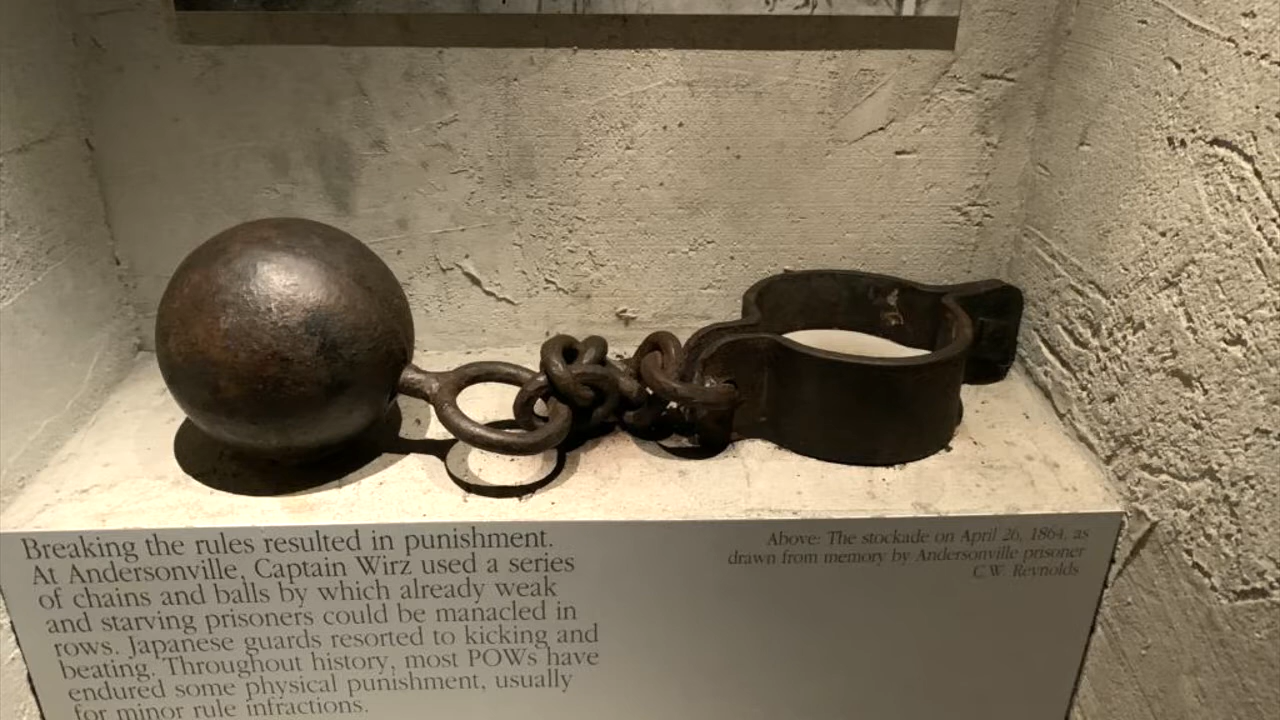 Breaking the rules resulted in punishment.
At Andersonville, Captain Wirz used a series
of chains and balls by which already weak
and starving prisoners could be manacled in
rows. Japanese guards resorted to kicking and
beating. Throughout history, most POWs have
endured some physical punishment, usually
for minor rule infractions.
Above: The stockade on April 26, 1864, as
drawn from memory by Andersonville prisoner
C.W. Reynolds